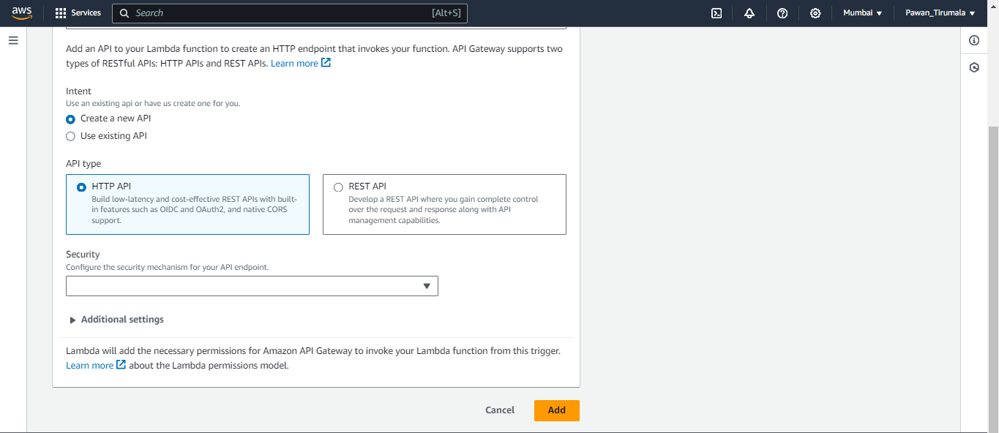 aws
Services
Search
[Alt+S]
Mumbai
Pawan_Tirumala
Add an API to your Lambda function to create an HTTP endpoint that invokes your function. API Gateway supports two
types of RESTful APIs: HTTP APIs and REST APIs. Learn more
Intent
Use an existing api or have us create one for you.
Create a new API
Use existing API
API type
HTTP API
Build low-latency and cost-effective REST APIs with built-
in features such as OIDC and OAuth2, and native CORS
support.
REST API
Develop a REST API where you gain complete control
over the request and response along with API
management capabilities.
Security
Configure the security mechanism for your API endpoint.
Additional settings
Lambda will add the necessary permissions for Amazon API Gateway to invoke your Lambda function from this trigger.
Learn more about the Lambda permissions model.
Cancel
Add